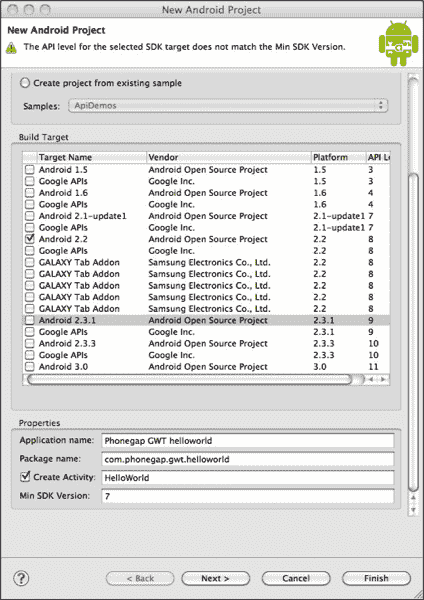 New Android Project
New Android Project
The API level for the selected SDK target does not match the Min SDK Version.
Create project from existing sample
Samples: ApiDemos
Build Target
Target Name Vendor Platform API Le
Android 1.5 Android Open Source Project 1.5 3
Google APIs Google Inc. 1.5 3
Android 1.6 Android Open Source Project 1.6 4
Google APIs Google Inc. 1.6 4
Android 2.1-update1 Android Open Source Project 2.1-update1 7
Google APIs Google Inc. 2.1-update1 7
Android 2.2 Android Open Source Project 2.2 8
Google APIs Google Inc. 2.2 8
GALAXY Tab Addon Samsung Electronics Co., Ltd. 2.2 8
GALAXY Tab Addon Samsung Electronics Co., Ltd. 2.2 8
GALAXY Tab Addon Samsung Electronics Co., Ltd. 2.2 8
GALAXY Tab Addon Samsung Electronics Co., Ltd. 2.2 8
Android 2.3.1 Android Open Source Project 2.3.1 9
Google APIs Google Inc. 2.3.1 9
Android 2.3.3 Android Open Source Project 2.3.3 10
Google APIs Google Inc. 2.3.3 10
Android 3.0 Android Open Source Project 3.0 11
Properties
Application name: Phonegap GWT helloworld
Package name: com.phonegap.gwt.helloworld
Create Activity: HelloWorld
Min SDK Version: 7
? < Back Next > Cancel Finish